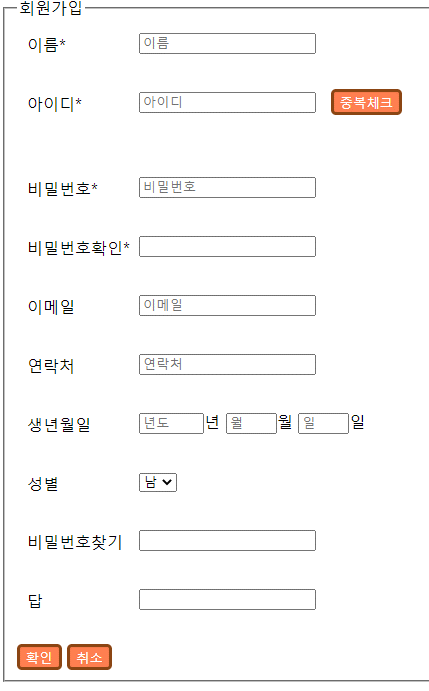 회원가입
이름* 이름
아이디* 아이디 중복체크
비밀번호* 비밀번호
비밀번호확인*
이메일 이메일
연락처 연락처
생년월일 년도 년 월 월 일 일
성별 남
비밀번호찾기
답
확인 취소